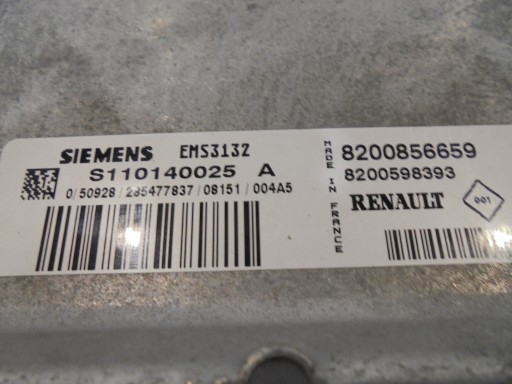 SIEMENS EMS3132
S110140025 A
0/50928/285477837/08151/004A5
MADE IN FRANCE
8200856659
8200598393
RENAULT
001